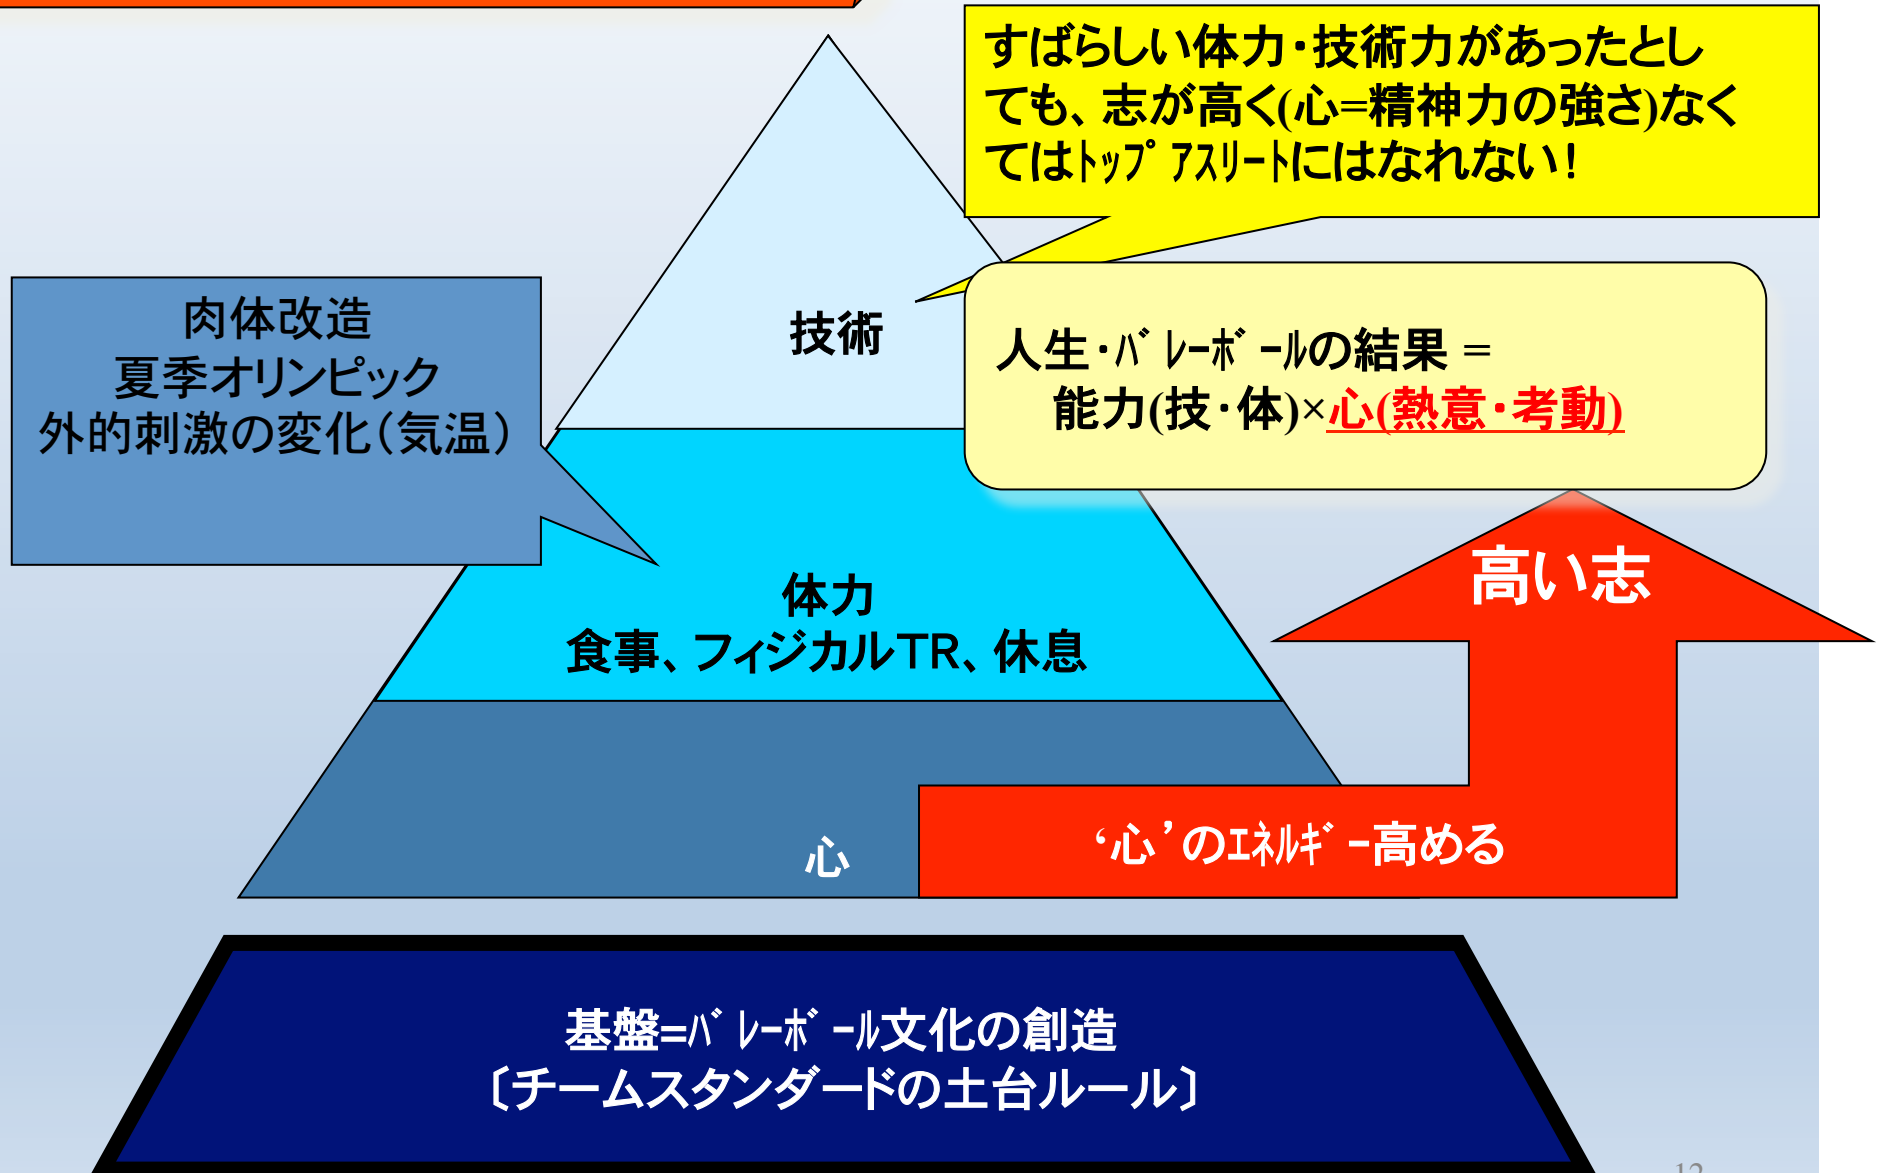 すばらしい体力・技術力があったとし
ても、志が高く(心=精神力の強さ)なく
てはﾄｯﾌﾟｱｽﾘｰﾄにはなれない!
肉体改造
夏季オリンピック
外的刺激の変化(気温)
技術
人生・ﾊﾞﾚｰﾎﾞｰﾙの結果 =
能力(技・体)×心(熱意・考動)
高い志
体力
食事、フィジカルTR、休息
心
‘心’のｴﾈﾙｷﾞｰ高める
基盤=ﾊﾞﾚｰﾎﾞｰﾙ文化の創造
〔チームスタンダードの土台ルール〕